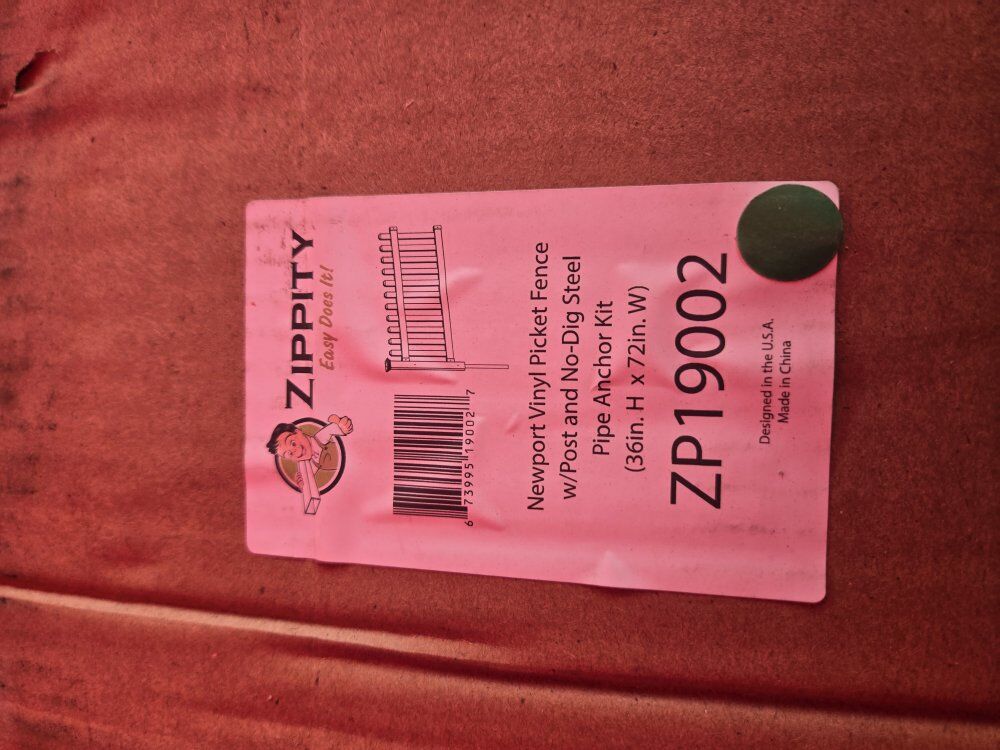 ZIPPITY
Easy Does It!
6 73995 19002 7
Newport Vinyl Picket Fence
w/Post and No-Dig Steel
Pipe Anchor Kit
(36in. H x 72in. W)
ZP19002
Designed in the U.S.A.
Made in China